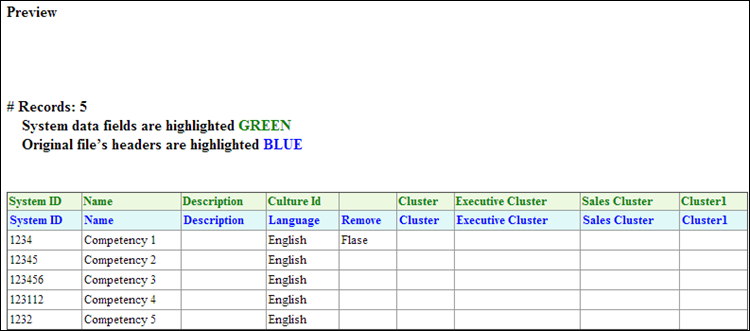 Preview
# Records: 5
System data fields are highlighted GREEN
Original file's headers are highlighted BLUE
System ID Name Description Culture Id Cluster Executive Cluster Sales Cluster Cluster1
System ID Name Description Language Remove Cluster Executive Cluster Sales Cluster Cluster1
1234 Competency 1 English Flase
12345 Competency 2 English
123456 Competency 3 English
123112 Competency 4 English
1232 Competency 5 English